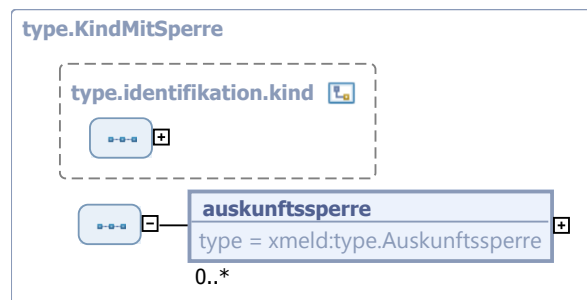 type.KindMitSperre
type.identifikation.kind
auskunftssperre
type = xmeld:type.Auskunftssperre
0..*